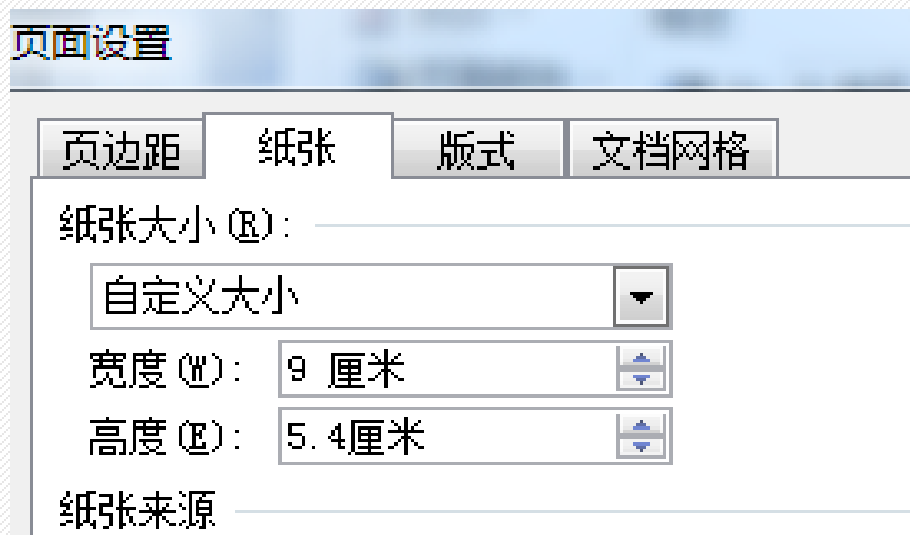 页面设置
页边距 纸张 版式 文档网格
纸张大小(R):
自定义大小
宽度(W): 9 厘米
高度(E): 5.4厘米
纸张来源